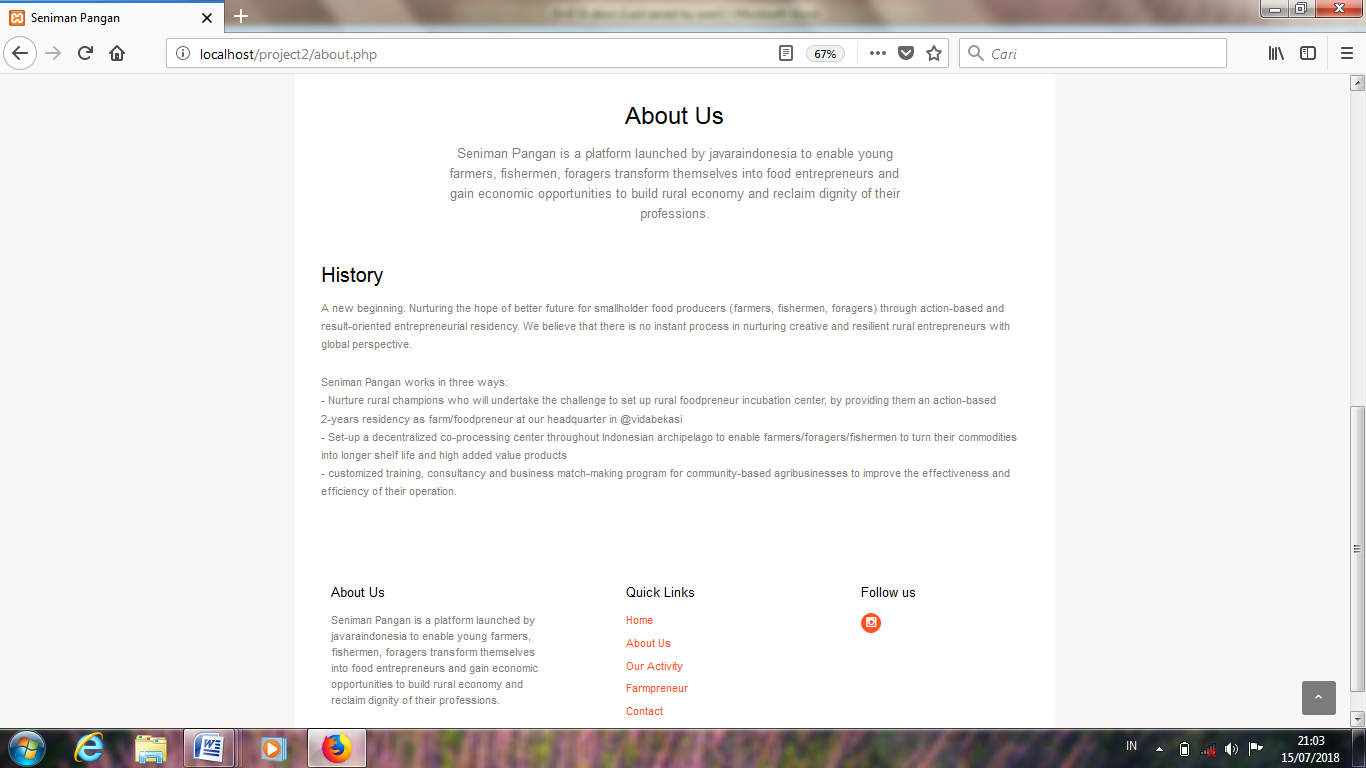 Seniman Pangan
localhost/project2/about.php
67%
Cari
About Us
Seniman Pangan is a platform launched by javaraindonesia to enable young
farmers, fishermen, foragers transform themselves into food entrepreneurs and
gain economic opportunities to build rural economy and reclaim dignity of their
professions.
History
A new beginning. Nurturing the hope of better future for smallholder food producers (farmers, fishermen, foragers) through action-based and
result-oriented entrepreneurial residency. We believe that there is no instant process in nurturing creative and resilient rural entrepreneurs with
global perspective.
Seniman Pangan works in three ways:
- Nurture rural champions who will undertake the challenge to set up rural foodpreneur incubation center, by providing them an action-based
2-years residency as farm/foodpreneur at our headquarter in @vidabekasi
- Set-up a decentralized co-processing center throughout Indonesian archipelago to enable farmers/foragers/fishermen to turn their commodities
into longer shelf life and high added value products
- customized training, consultancy and business match-making program for community-based agribusinesses to improve the effectiveness and
efficiency of their operation.
About Us
Seniman Pangan is a platform launched by
javaraindonesia to enable young farmers,
fishermen, foragers transform themselves
into food entrepreneurs and gain economic
opportunities to build rural economy and
reclaim dignity of their professions.
Quick Links
Home
About Us
Our Activity
Farmpreneur
Contact
Follow us
IN
21:03
15/07/2018